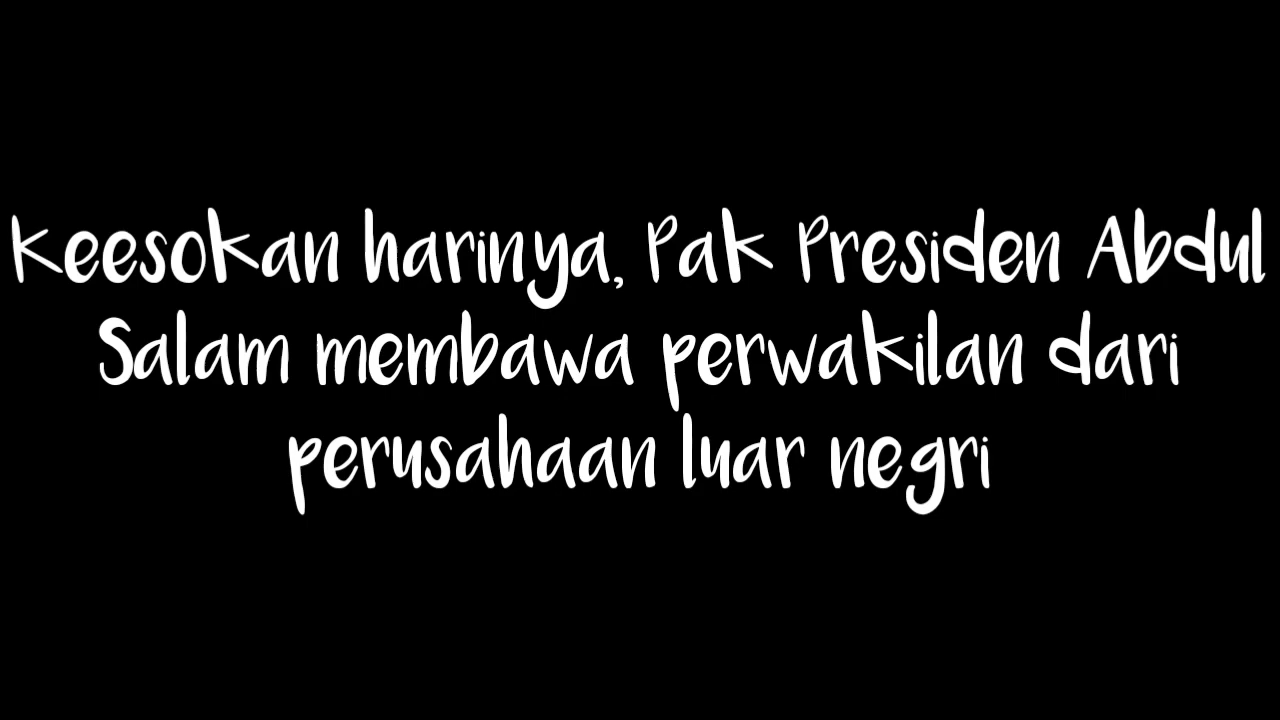 Keesokan harinya, Pak Presiden Abdul
Salam membawa perwakilan dari
perusahaan luar negri